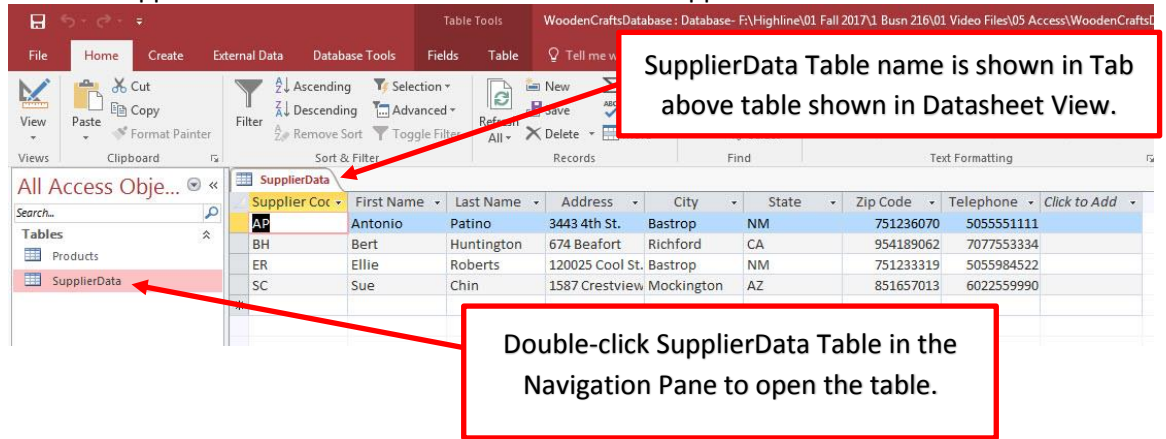 Table Tools
WoodenCraftsDatabase : Database- F:\Highline\01 Fall 2017\1 Busn 216\01 Video Files\05 Access\WoodenCraftsD
File Home Create External Data Database Tools Fields Table Tell me w
SupplierData Table name is shown in Tab
above table shown in Datasheet View.
View
Paste
Cut
Copy
Format Painter
Filter
Ascending
Descending
Remove Sort
Selection
Advanced
Toggle Filter
Refresh
All
New
Save
Delete
Views Clipboard Sort & Filter Records Find Text Formatting
All Access Obje...
Search...
Tables
Products
SupplierData
SupplierData
Supplier Coc First Name Last Name Address City State Zip Code Telephone Click to Add
AP Antonio Patino 3443 4th St. Bastrop NM 751236070 5055551111
BH Bert Huntington 674 Beafort Richford CA 954189062 7077553334
ER Ellie Roberts 120025 Cool St. Bastrop NM 751233319 5055984522
SC Sue Chin 1587 Crestview Mockington AZ 851657013 6022559990
Double-click SupplierData Table in the
Navigation Pane to open the table.